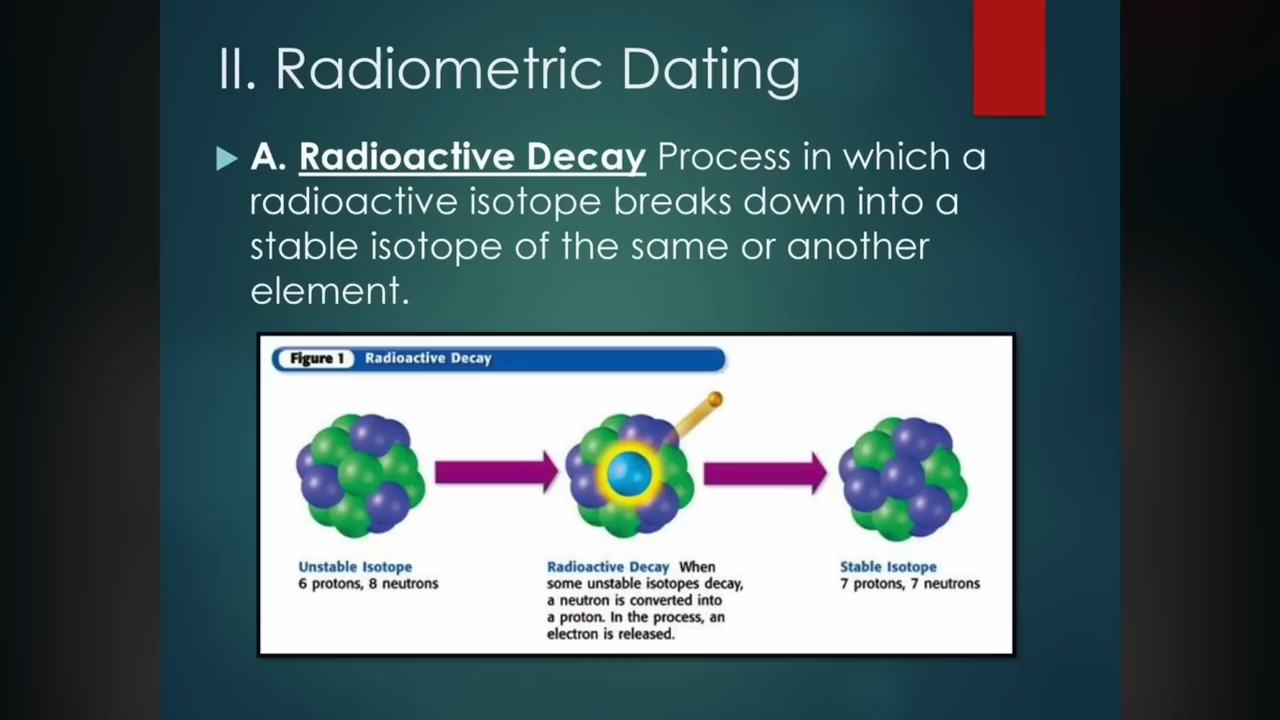 II. Radiometric Dating
A. Radioactive Decay Process in which a
radioactive isotope breaks down into a
stable isotope of the same or another
element.
Figure 1 Radioactive Decay
Unstable Isotope
6 protons, 8 neutrons
Radioactive Decay When
some unstable isotopes decay,
a neutron is converted into
a proton. In the process, an
electron is released.
Stable Isotope
7 protons, 7 neutrons